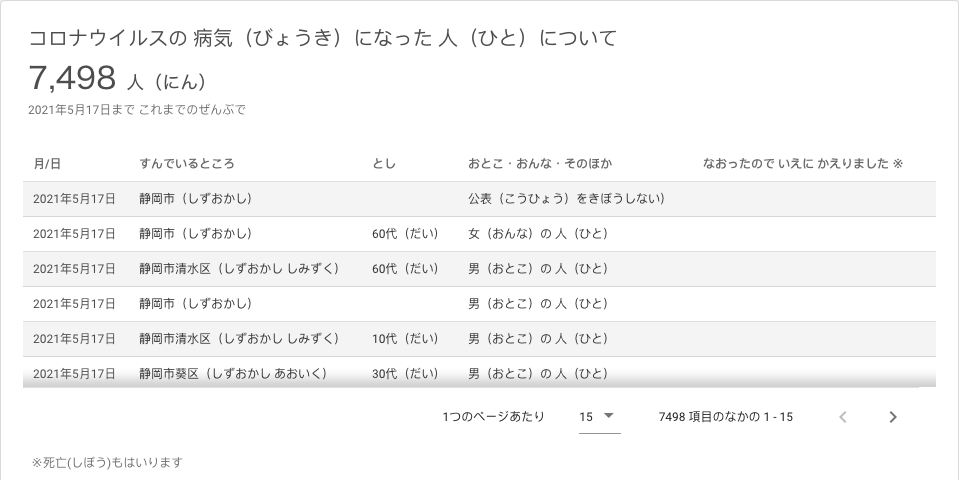 コロナウイルスの 病気（びょうき）になった 人（ひと）について
7,498 人（にん）
2021年5月17日まで これまでのぜんぶで
月/日 すんでいるところ とし おとこ・おんな・そのほか なおったので いえに かえりました ※
2021年5月17日 静岡市（しずおかし） 公表（こうひょう）をきぼうしない）
2021年5月17日 静岡市（しずおかし） 60代（だい） 女（おんな）の 人（ひと）
2021年5月17日 静岡市清水区（しずおかし しみずく） 60代（だい） 男（おとこ）の 人（ひと）
2021年5月17日 静岡市（しずおかし） 男（おとこ）の 人（ひと）
2021年5月17日 静岡市清水区（しずおかし しみずく） 10代（だい） 男（おとこ）の 人（ひと）
2021年5月17日 静岡市葵区（しずおかし あおいく） 30代（だい） 男（おとこ）の 人（ひと）
1つのページあたり 15 7498 項目のなかの 1 - 15
※死亡(しぼう)もはいります